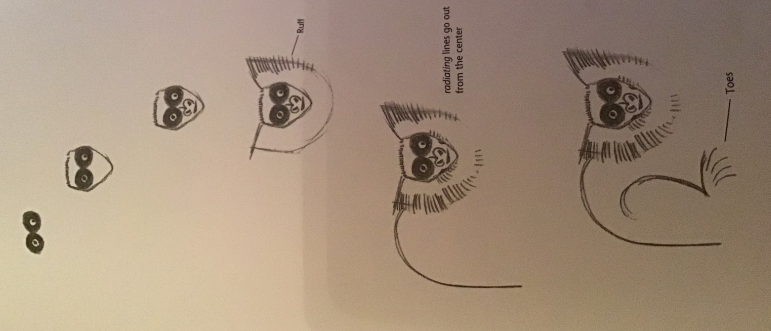 Ruff
radiating lines go out
from the center
Toes